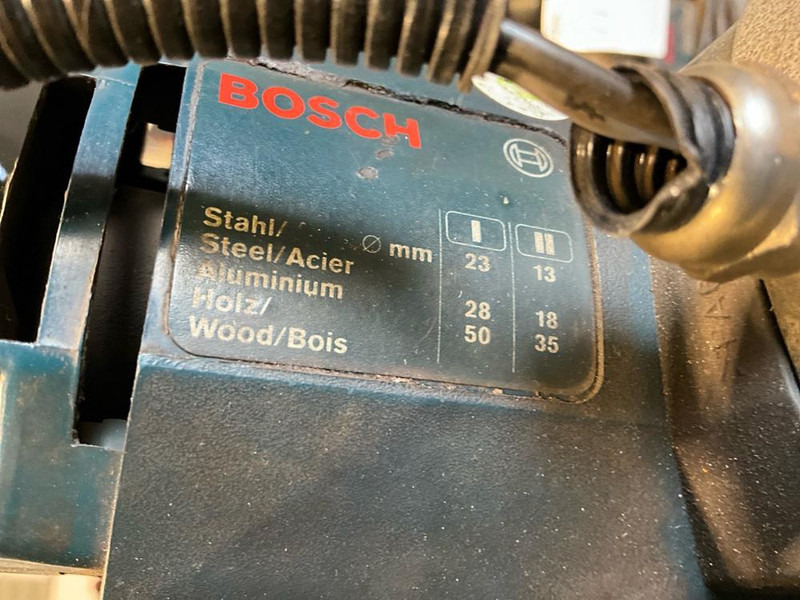 BOSCH
I II
Stahl/
Steel/Acier Ø mm 23 13
Aluminium 28 18
Holz/
Wood/Bois 50 35